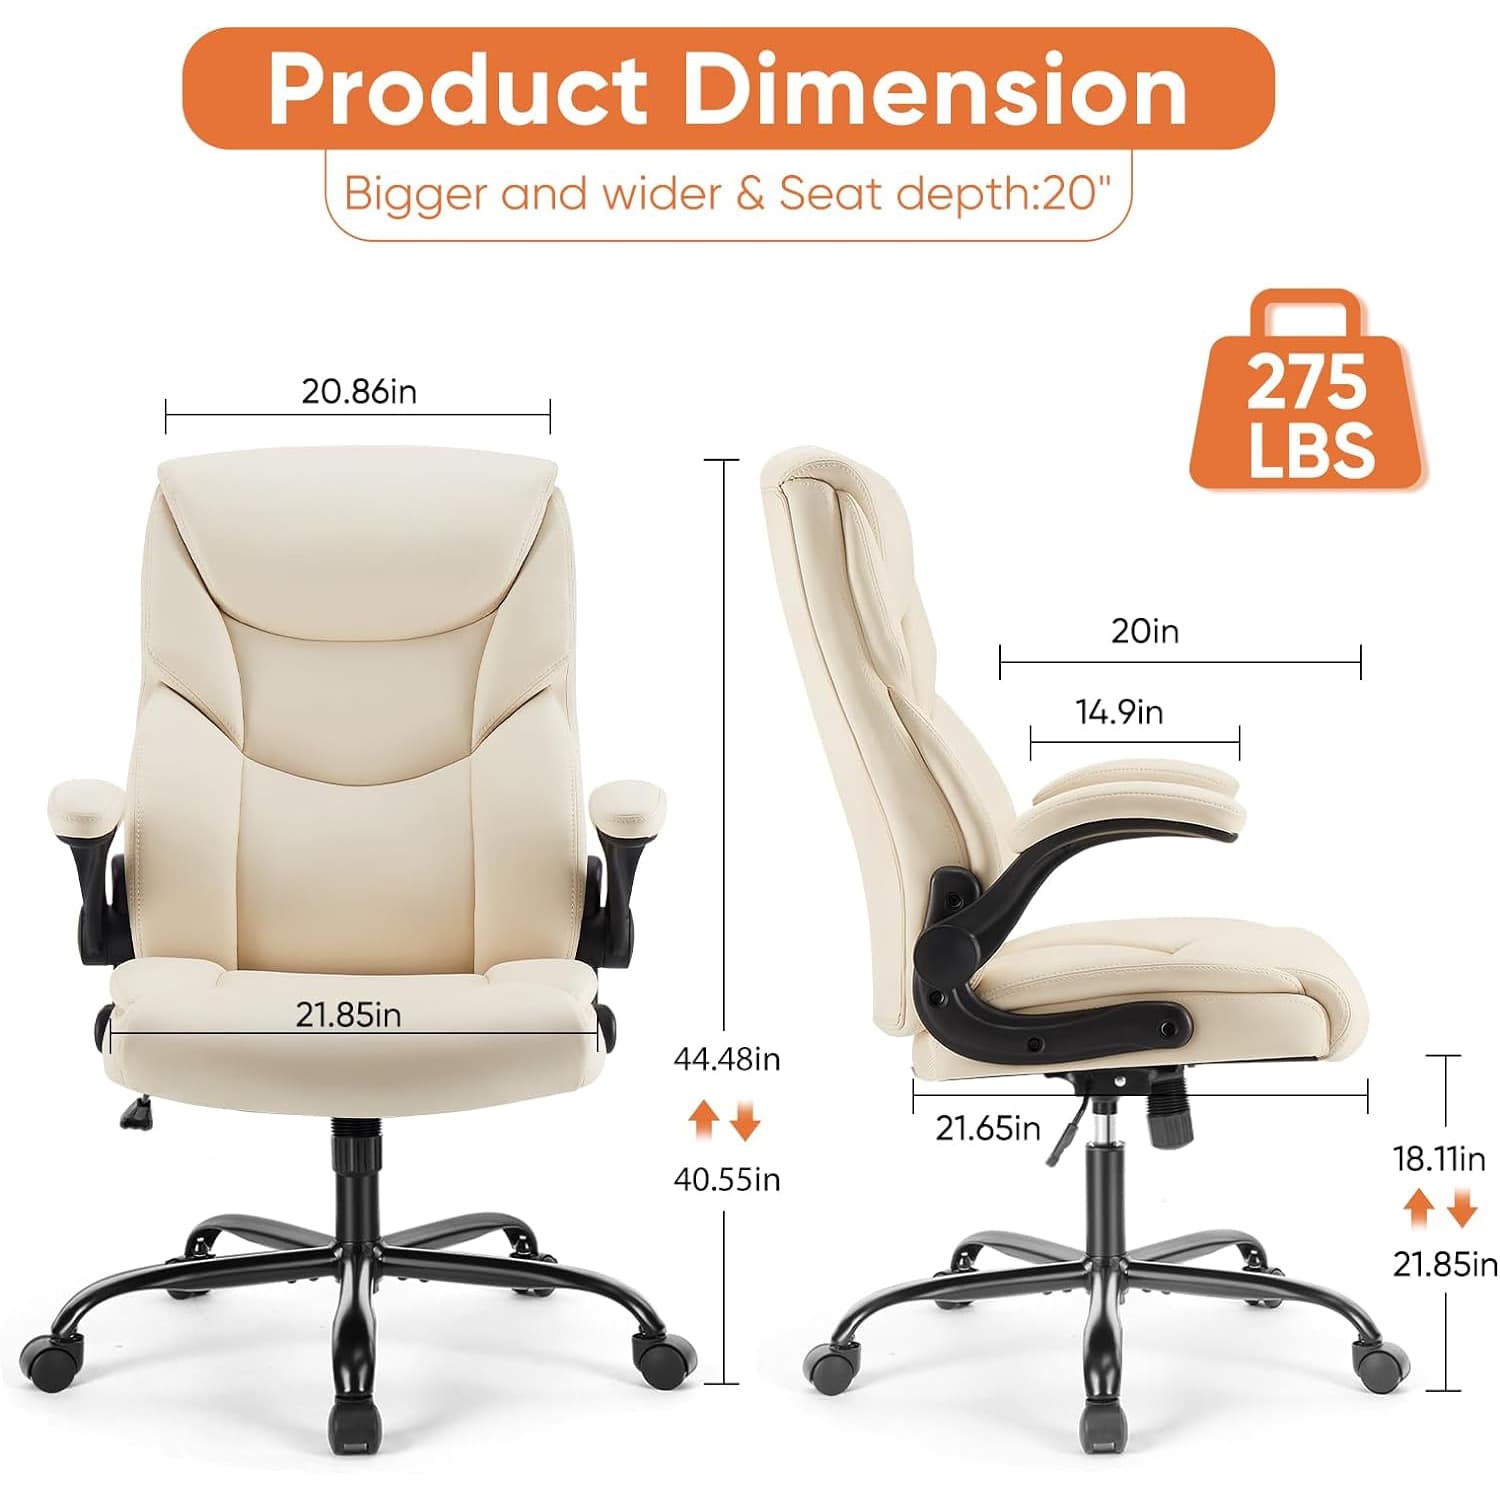 Product Dimension
Bigger and wider & Seat depth:20"
275
LBS
20.86in
20in
14.9in
21.85in
44.48in
40.55in
21.65in
18.11in
21.85in